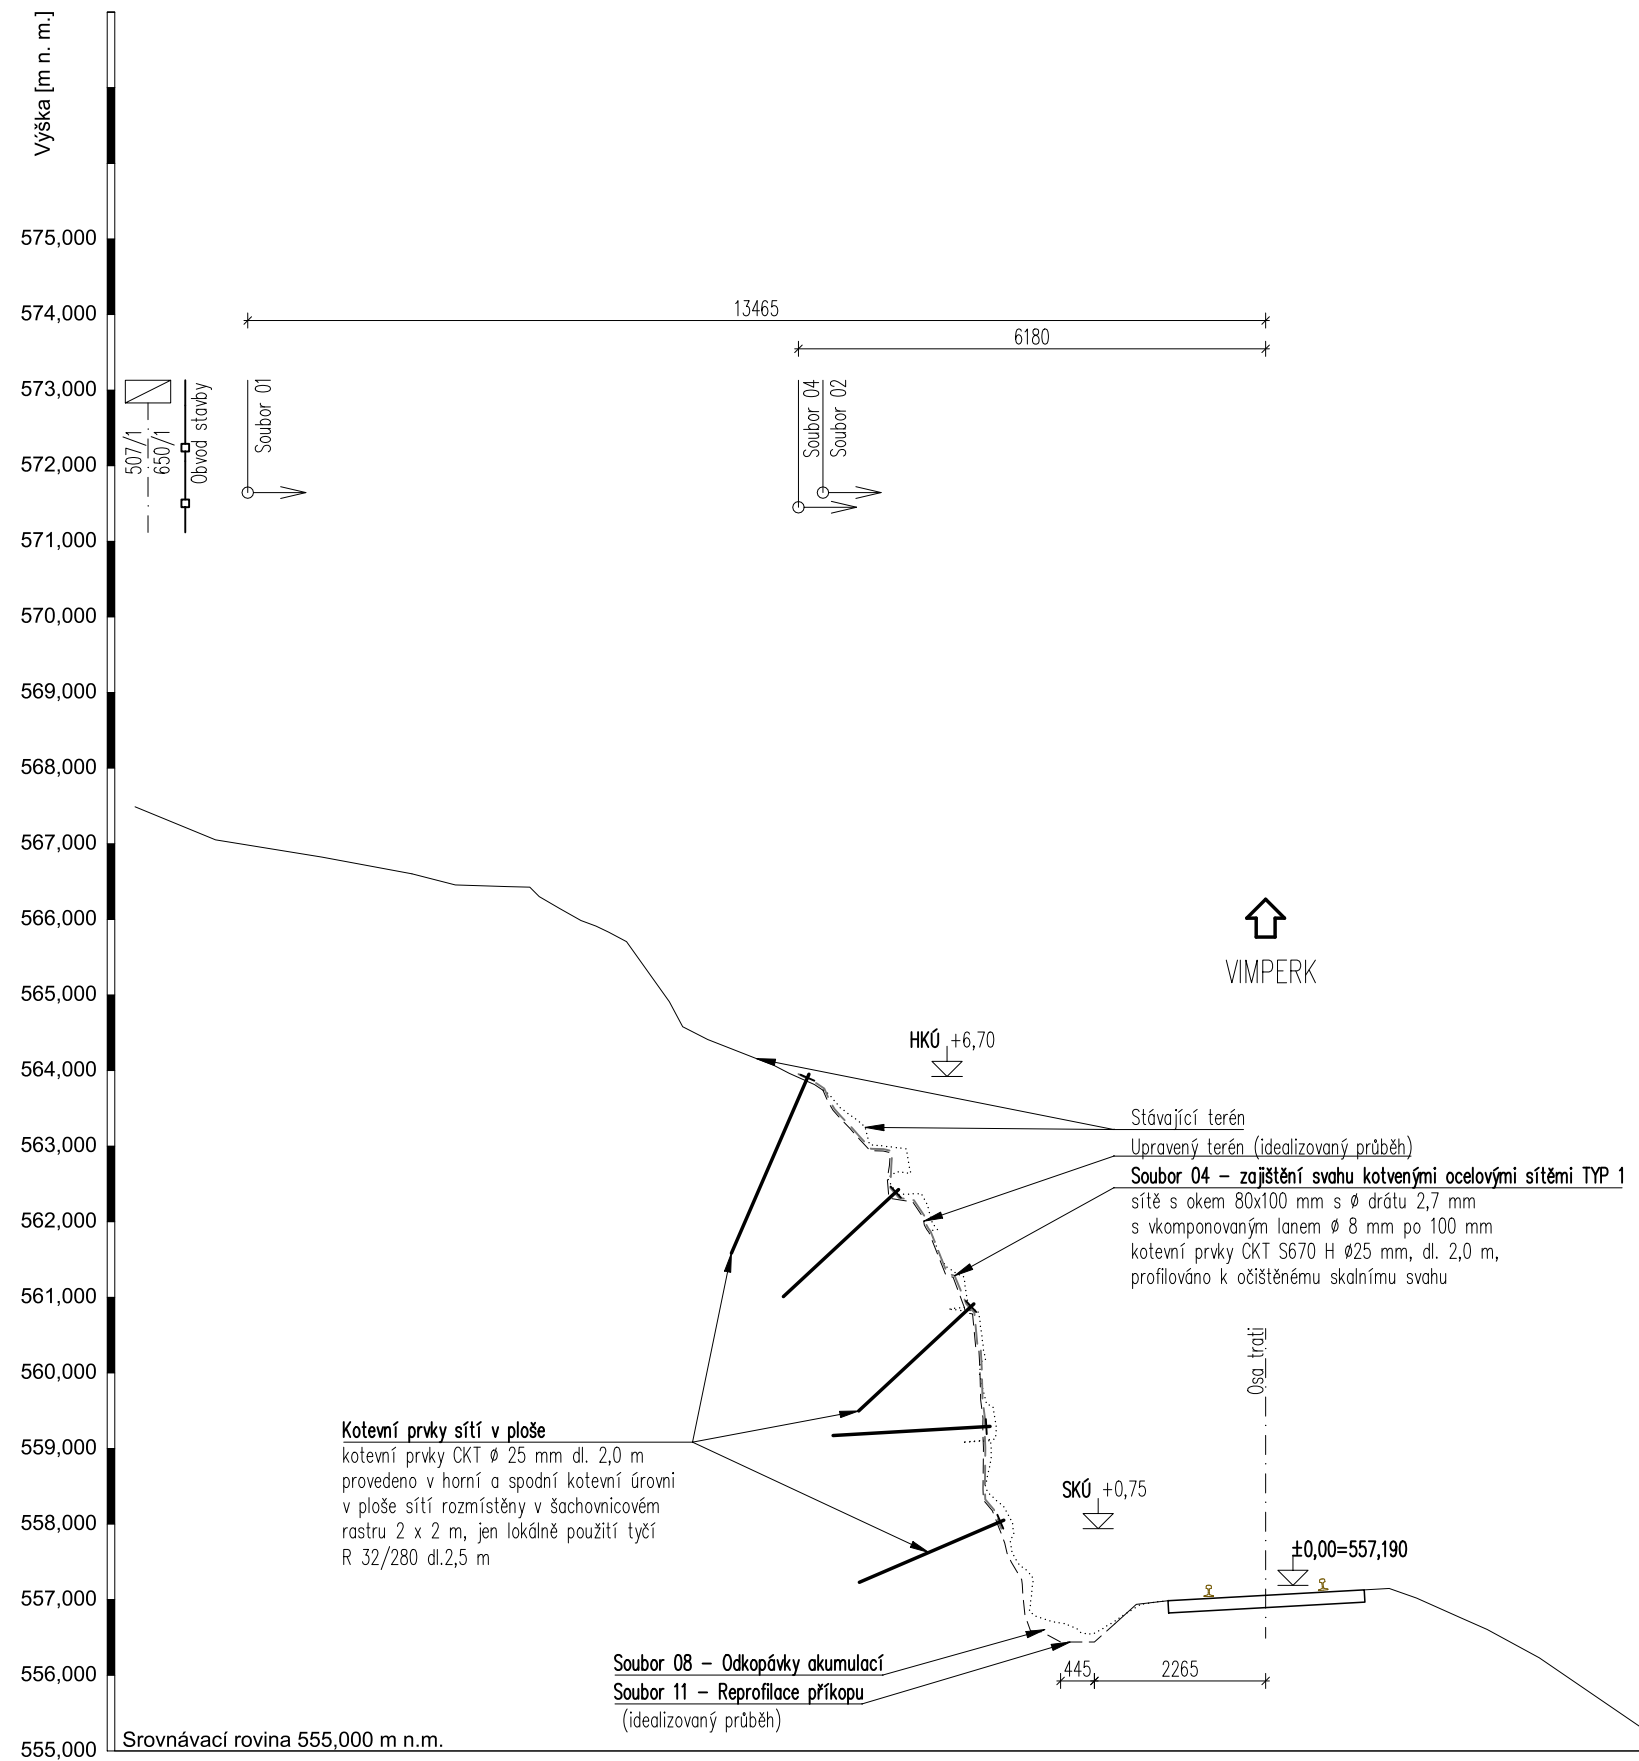 Výška [m n. m.]
575,000
574,000
573,000
572,000
571,000
570,000
569,000
568,000
567,000
566,000
565,000
564,000
563,000
562,000
561,000
560,000
559,000
558,000
557,000
556,000
555,000
13465
6180
507/1
650/1
Obvod stavby
Soubor 01
Soubor 04
Soubor 02
VIMPERK
HKÚ +6,70
Stávající terén
Upravený terén (idealizovaný průběh)
Soubor 04 – zajištění svahu kotvenými ocelovými sítěmi TYP 1
sítě s okem 80x100 mm s ø drátu 2,7 mm
s vkomponovaným lanem ø 8 mm po 100 mm
kotevní prvky CKT S670 H ø25 mm, dl. 2,0 m,
profilováno k očištěnému skalnímu svahu
Osa trati
Kotevní prvky sítí v ploše
kotevní prvky CKT ø 25 mm dl. 2,0 m
provedeno v horní a spodní kotevní úrovni
v ploše sítí rozmístěny v šachovnicovém
rastru 2 x 2 m, jen lokálně použití tyčí
R 32/280 dl.2,5 m
SKÚ +0,75
±0,00=557,190
Soubor 08 – Odkopávky akumulací
Soubor 11 – Reprofilace příkopu
(idealizovaný průběh)
445
2265
Srovnávací rovina 555,000 m n.m.